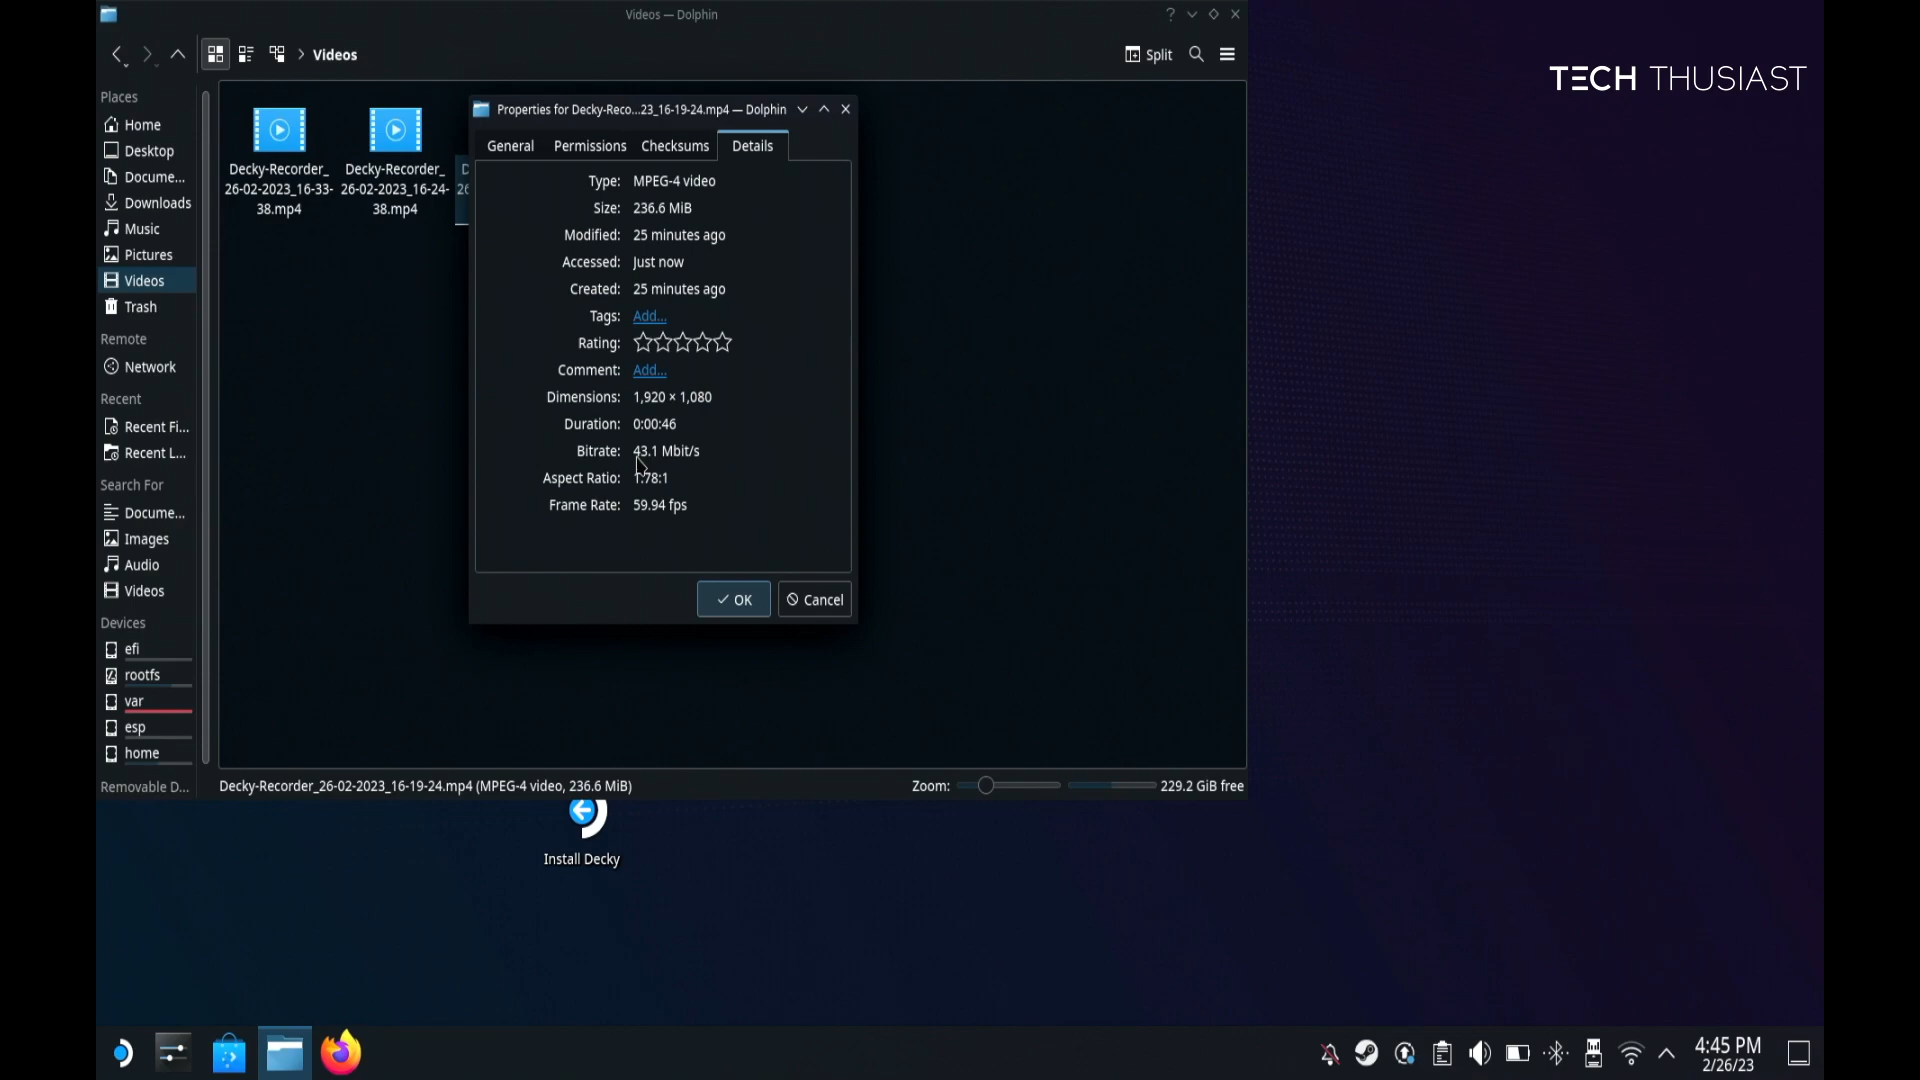 Videos — Dolphin
Videos
Split
TECH THUSIAST
Places
Home
Desktop
Docume...
Downloads
Music
Pictures
Videos
Trash
Remote
Network
Recent
Recent Fi...
Recent L...
Search For
Docume...
Images
Audio
Videos
Devices
efi
rootfs
var
esp
home
Removable D...
Decky-Recorder_
26-02-2023_16-33-
38.mp4
Decky-Recorder_
26-02-2023_16-24-
38.mp4
D
26
Properties for Decky-Reco...23_16-19-24.mp4 — Dolphin
General Permissions Checksums Details
Type: MPEG-4 video
Size: 236.6 MiB
Modified: 25 minutes ago
Accessed: Just now
Created: 25 minutes ago
Tags: Add...
Rating:
Comment: Add...
Dimensions: 1,920 × 1,080
Duration: 0:00:46
Bitrate: 43.1 Mbit/s
Aspect Ratio: 1.78:1
Frame Rate: 59.94 fps
OK Cancel
Decky-Recorder_26-02-2023_16-19-24.mp4 (MPEG-4 video, 236.6 MiB)
Zoom:
229.2 GiB free
Install Decky
4:45 PM
2/26/23